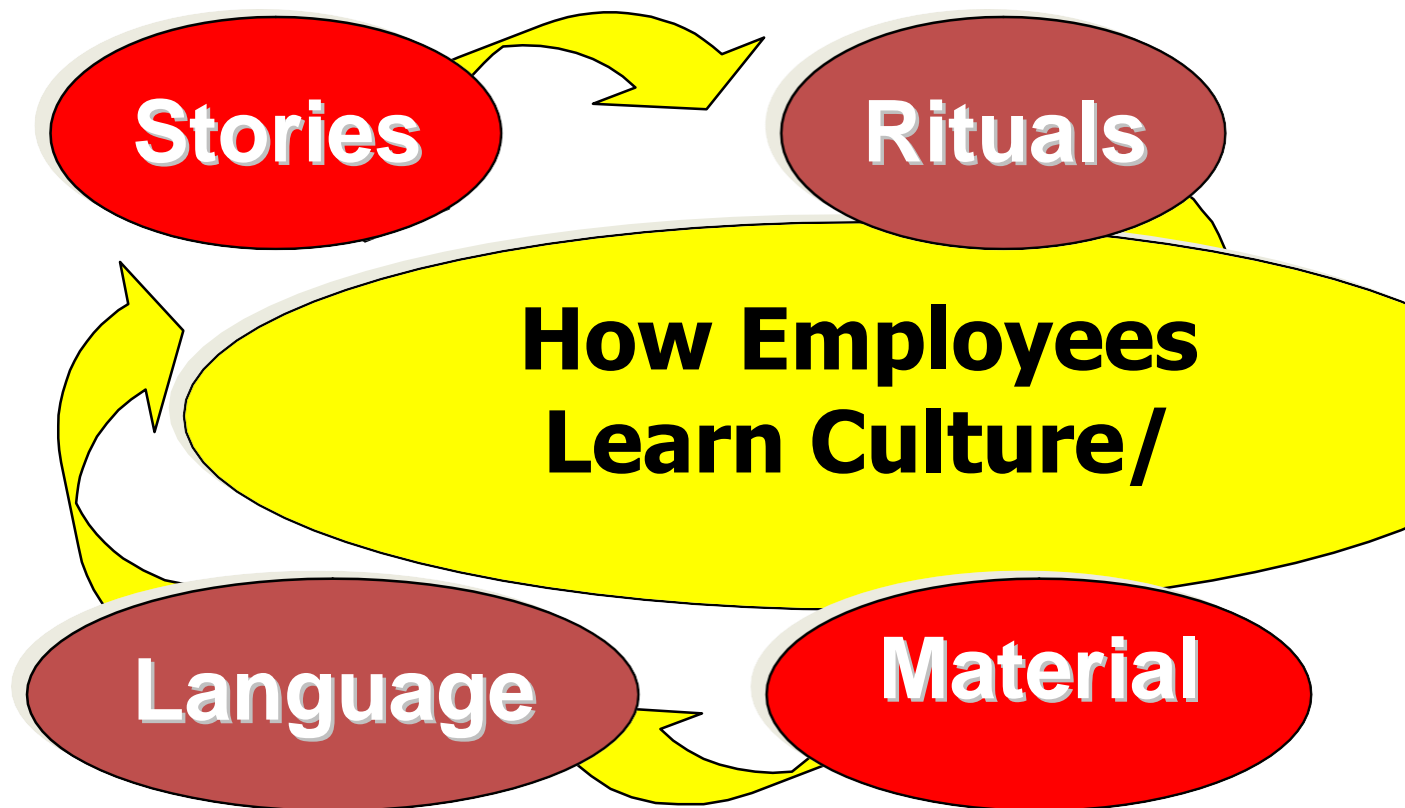 Stories
Rituals
How Employees
Learn Culture/
Language
Material